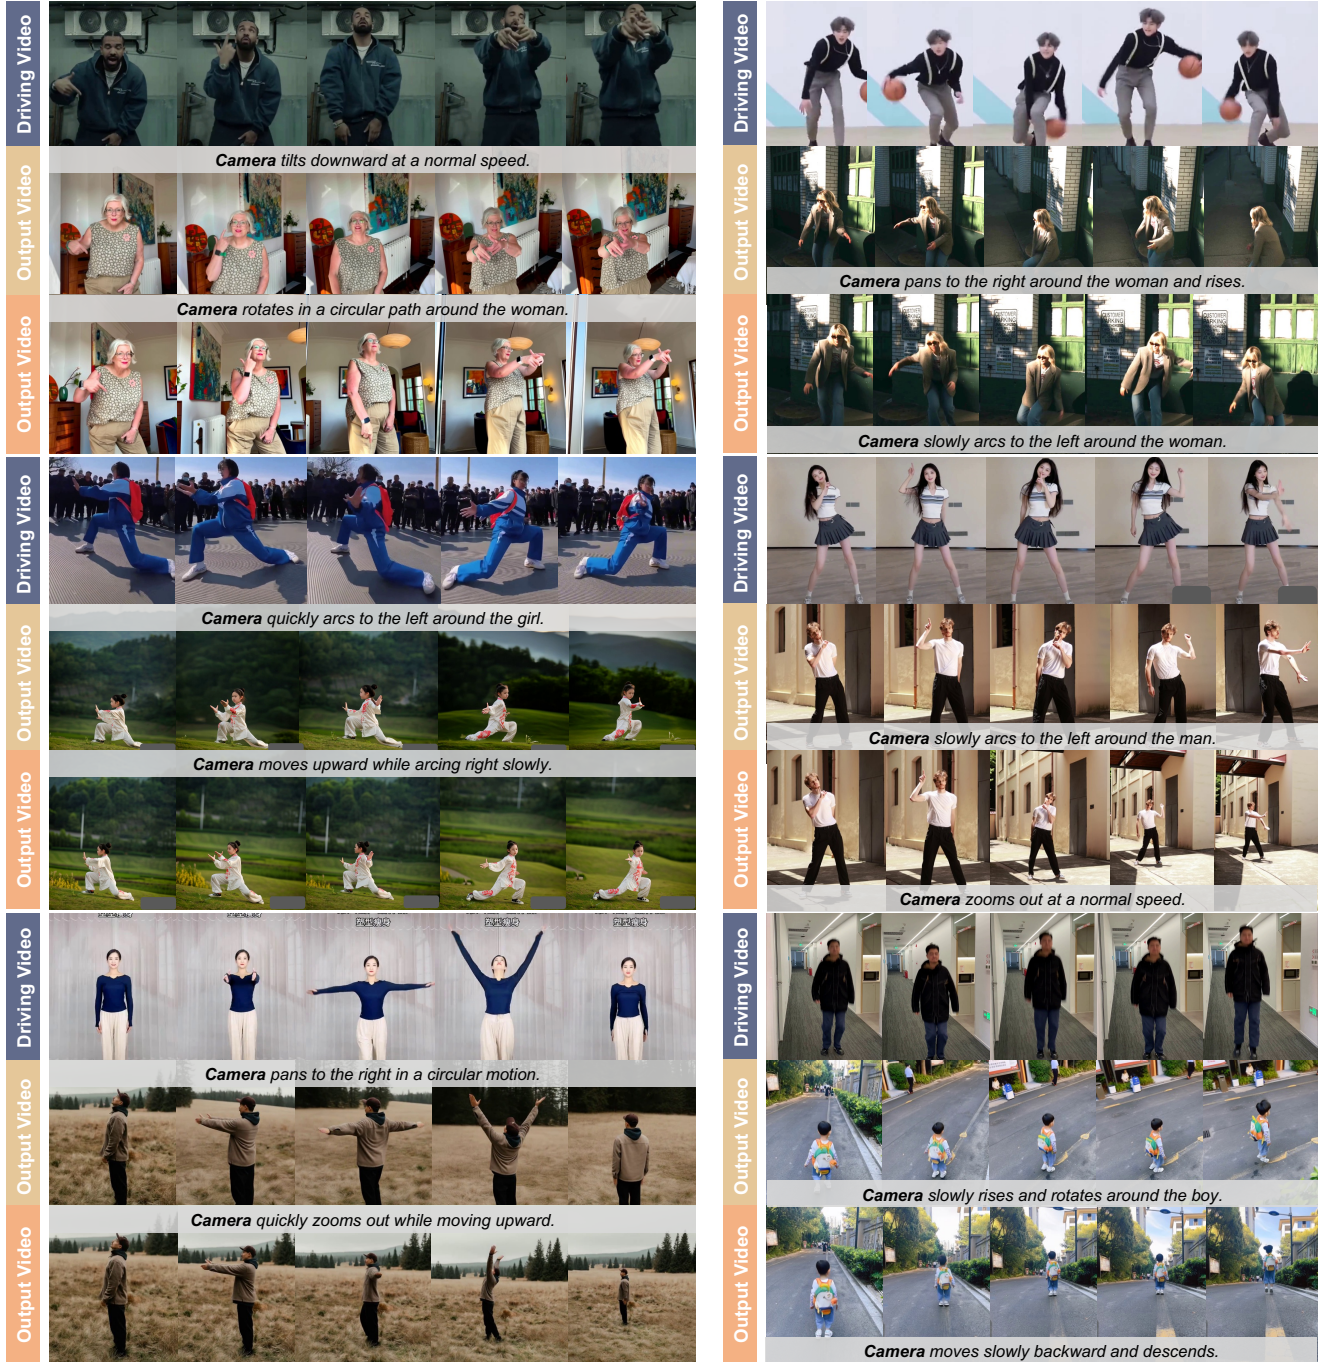 Driving Video
Output Video
Output Video
Camera tilts downward at a normal speed.
Camera rotates in a circular path around the woman.
Driving Video
Output Video
Output Video
Camera pans to the right around the woman and rises.
CUSTOMER
PARKING
CUSTOMER
PARKING
Camera slowly arcs to the left around the woman.
Driving Video
Output Video
Output Video
Camera quickly arcs to the left around the girl.
Camera moves upward while arcing right slowly.
Driving Video
Output Video
Output Video
Camera slowly arcs to the left around the man.
Camera zooms out at a normal speed.
Driving Video
Output Video
Output Video
Camera pans to the right in a circular motion.
Camera quickly zooms out while moving upward.
Driving Video
Output Video
Output Video
Camera slowly rises and rotates around the boy.
Camera moves slowly backward and descends.